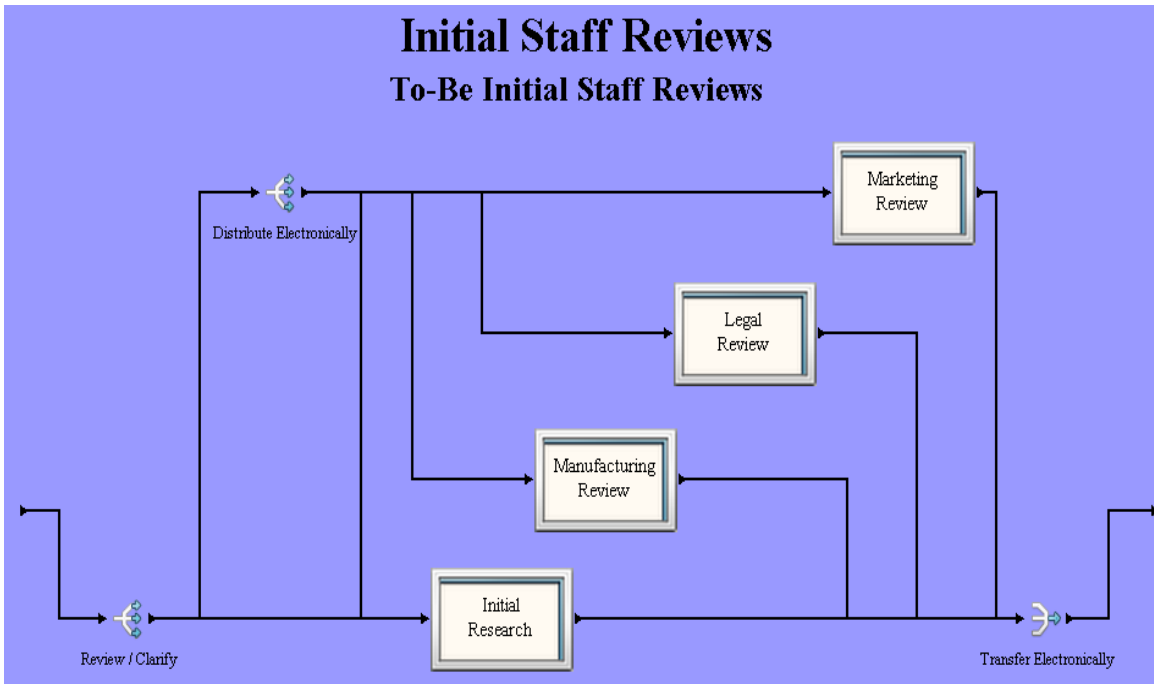 Initial Staff Reviews
To-Be Initial Staff Reviews
Marketing
Review
Distribute Electronically
Legal
Review
Manufacturing
Review
Initial
Research
Review / Clarify
Transfer Electronically